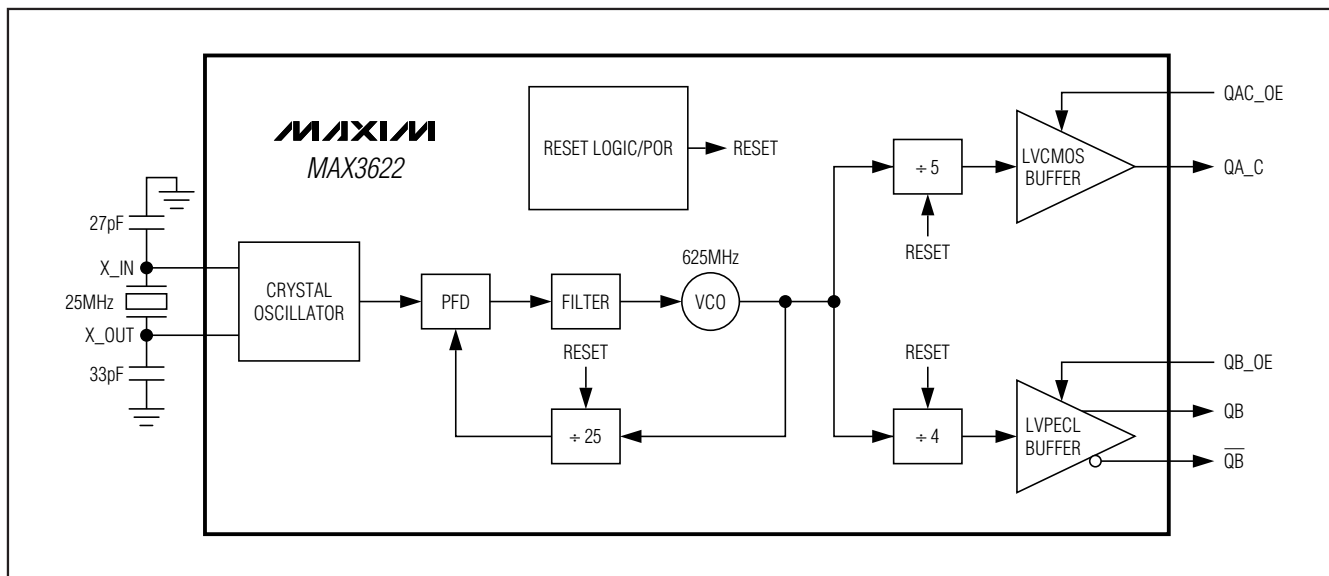 MAXIM
MAX3622
RESET LOGIC/POR
RESET
QAC_OE
LVCMOS
BUFFER
QA_C
÷ 5
RESET
27pF
X_IN
25MHz
X_OUT
33pF
CRYSTAL
OSCILLATOR
PFD
FILTER
625MHz
VCO
RESET
÷ 25
RESET
÷ 4
QB_OE
LVPECL
BUFFER
QB
Q̅B̅